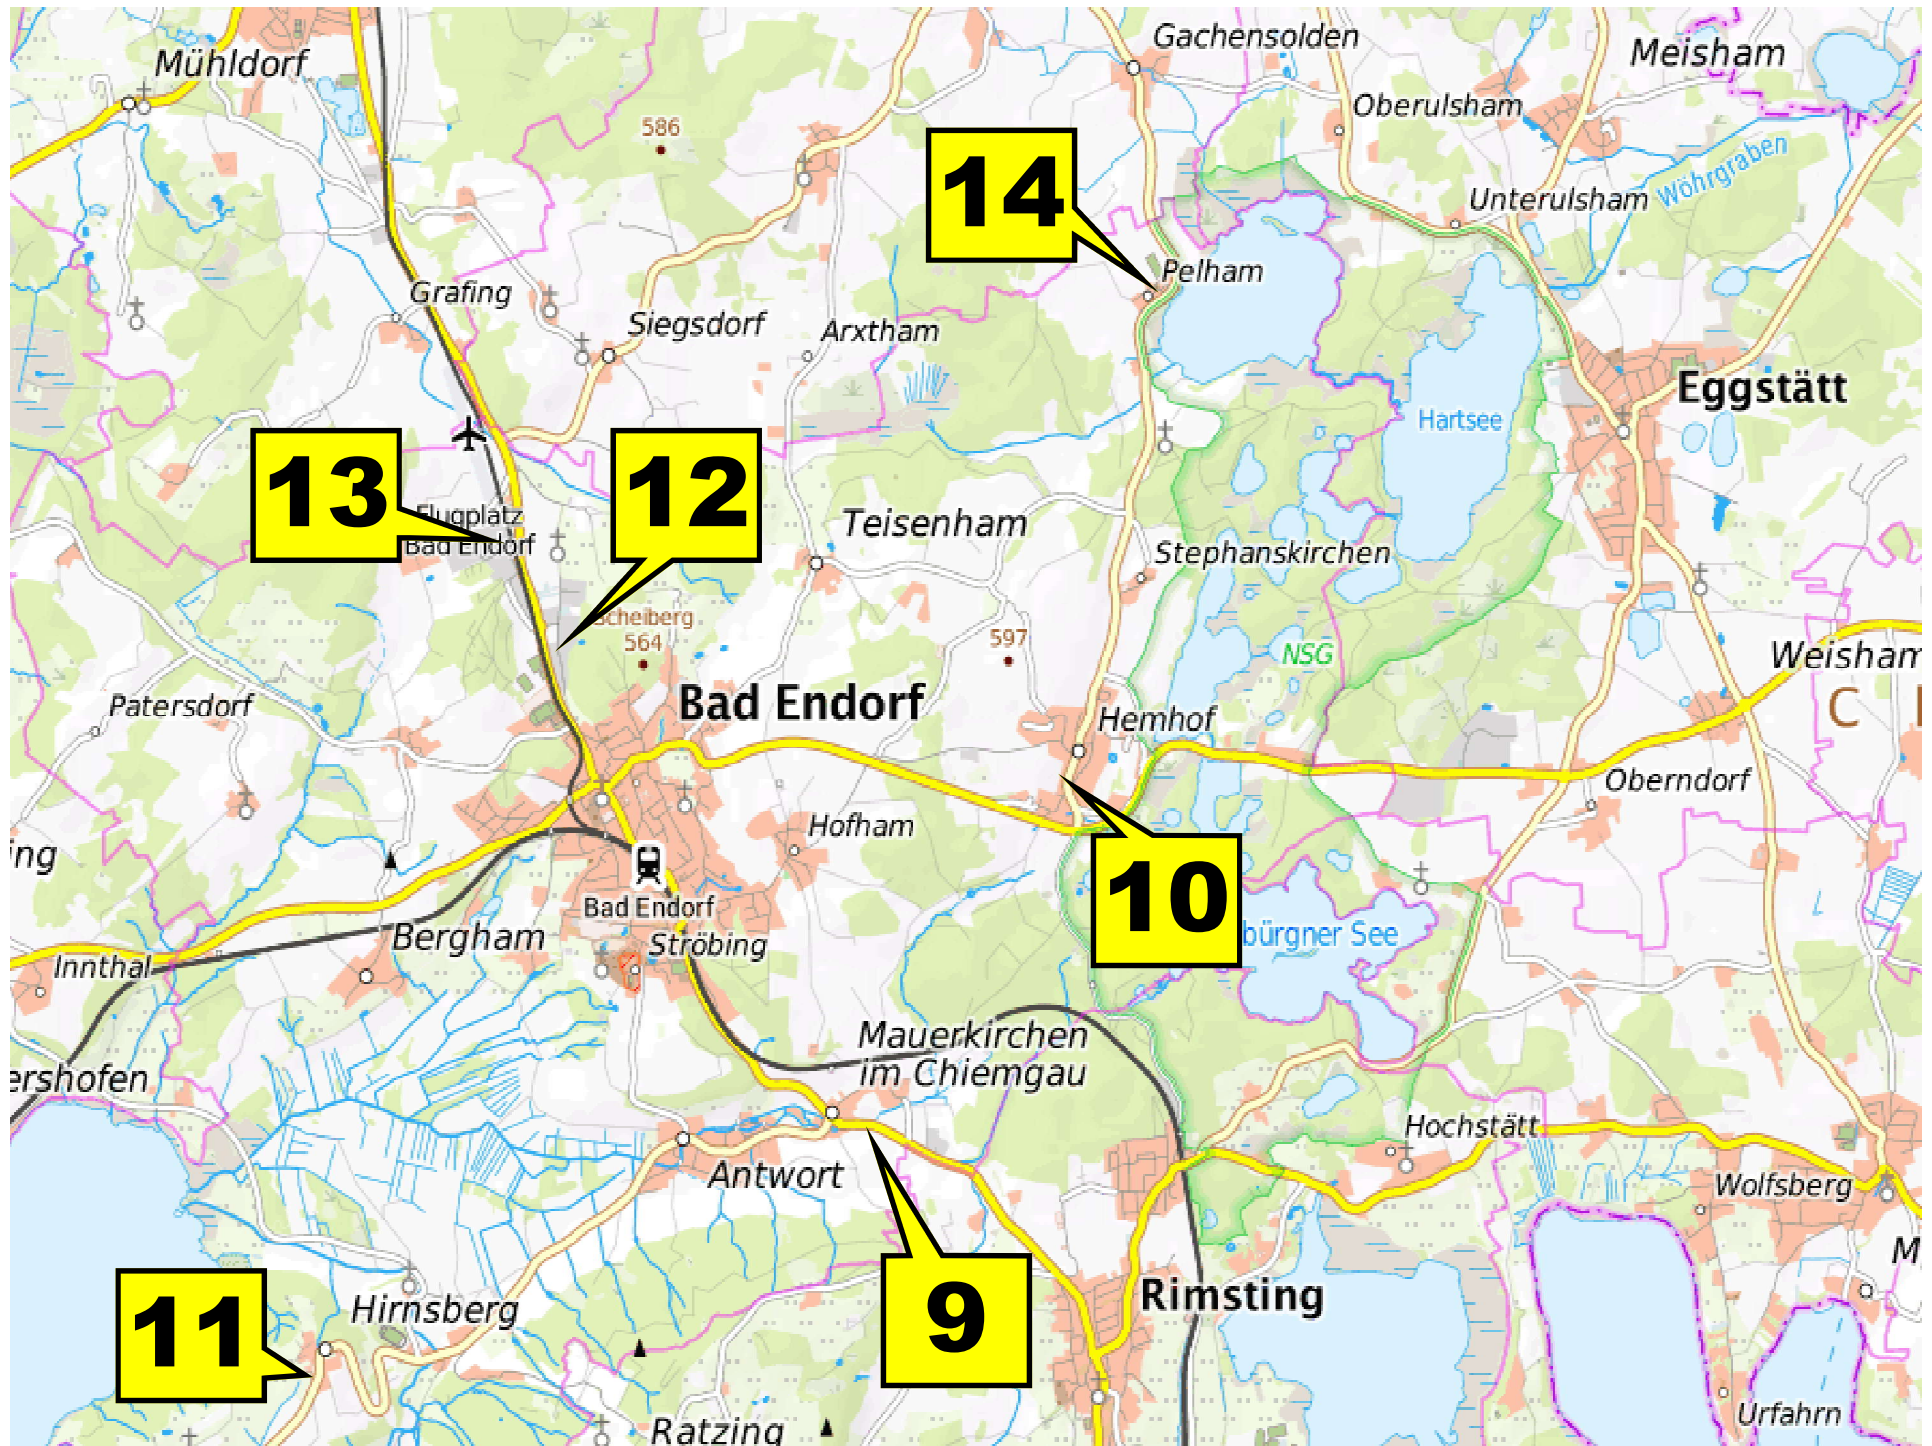 Gachensolden
Meisham
Mühldorf
Oberulsham
586
14
Wöhrgraben
Unterulsham
Pelham
Grafing
Siegsdorf
Arxtham
Eggstätt
Hartsee
13
12
Flugplatz
Bad Endorf
Teisenham
Stephanskirchen
Scheiberg
564
597
NSG
Weisham
Patersdorf
Bad Endorf
Hemhof
C
Oberndorf
Hofham
ing
10
Bad Endorf
bürgner See
Bergham
Ströbing
Innthal
Mauerkirchen
im Chiemgau
ershofen
Hochstätt
Antwort
Wolfsberg
M
Hirnsberg
Rimsting
11
9
Urfahrn
Ratzing